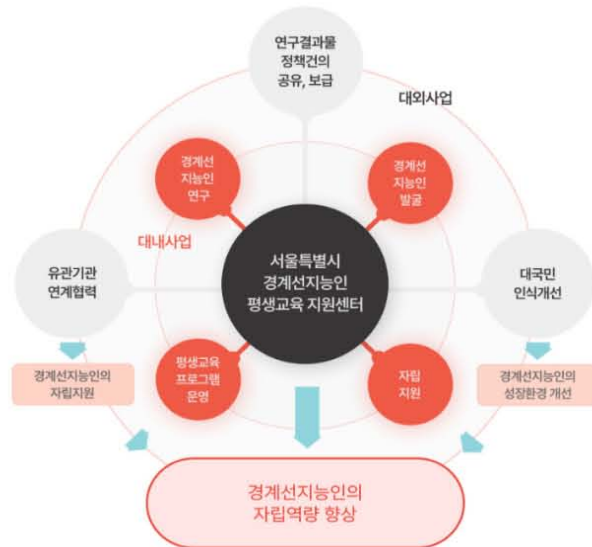 연구결과물
정책건의
공유, 보급
대외사업
경계선
지능인
연구
경계선
지능인
발굴
대내사업
유관기관
연계협력
서울특별시
경계선지능인
평생교육 지원센터
대국민
인식개선
평생교육
프로그램
운영
자립
지원
경계선지능인의
자립지원
경계선지능인의
성장환경 개선
경계선지능인의
자립역량 향상